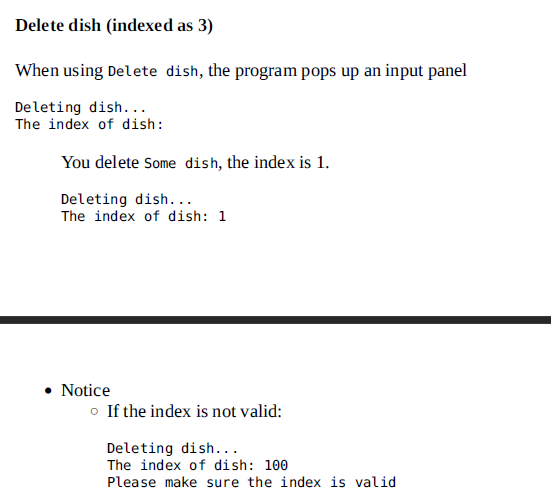 Delete dish (indexed as 3)
When using Delete dish, the program pops up an input panel
Deleting dish...
The index of dish:
You delete Some dish, the index is 1.
Deleting dish...
The index of dish: 1
• Notice
○ If the index is not valid:
Deleting dish...
The index of dish: 100
Please make sure the index is valid